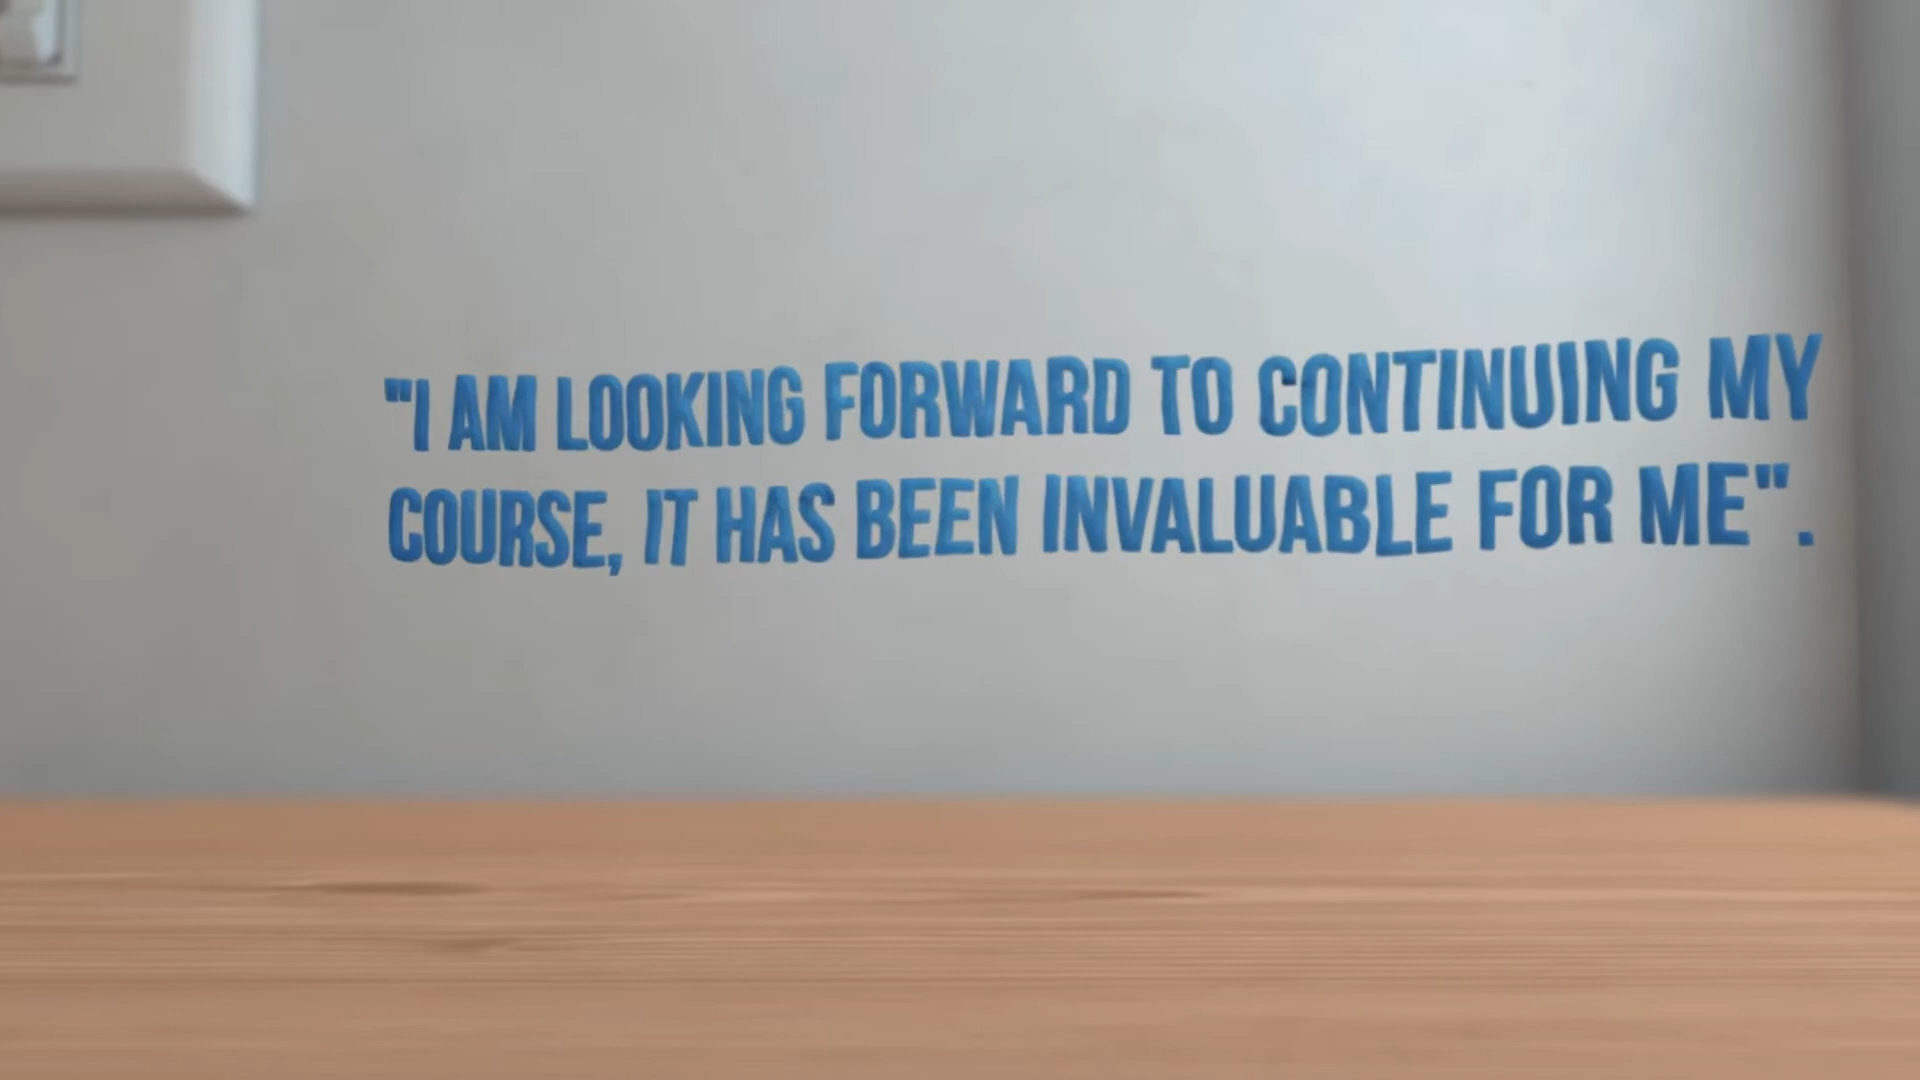 "I AM LOOKING FORWARD TO CONTINUING MY
COURSE, IT HAS BEEN INVALUABLE FOR ME".